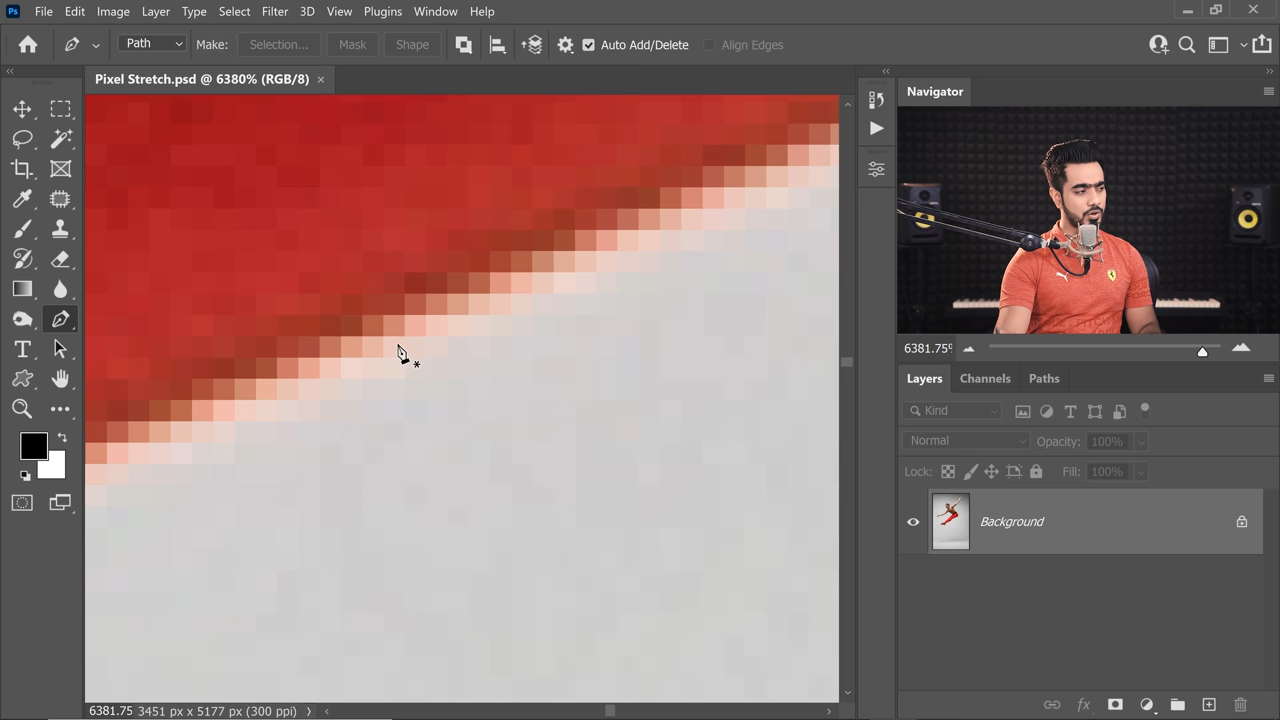 Ps File Edit Image Layer Type Select Filter 3D View Plugins Window Help
Path Make: Selection... Mask Shape Auto Add/Delete Align Edges
Pixel Stretch.psd @ 6380% (RGB/8) ×
Navigator
6381.75%
Layers Channels Paths
Kind
Normal Opacity: 100%
Lock: Fill: 100%
Background
fx
6381.75 3451 px x 5177 px (300 ppi)